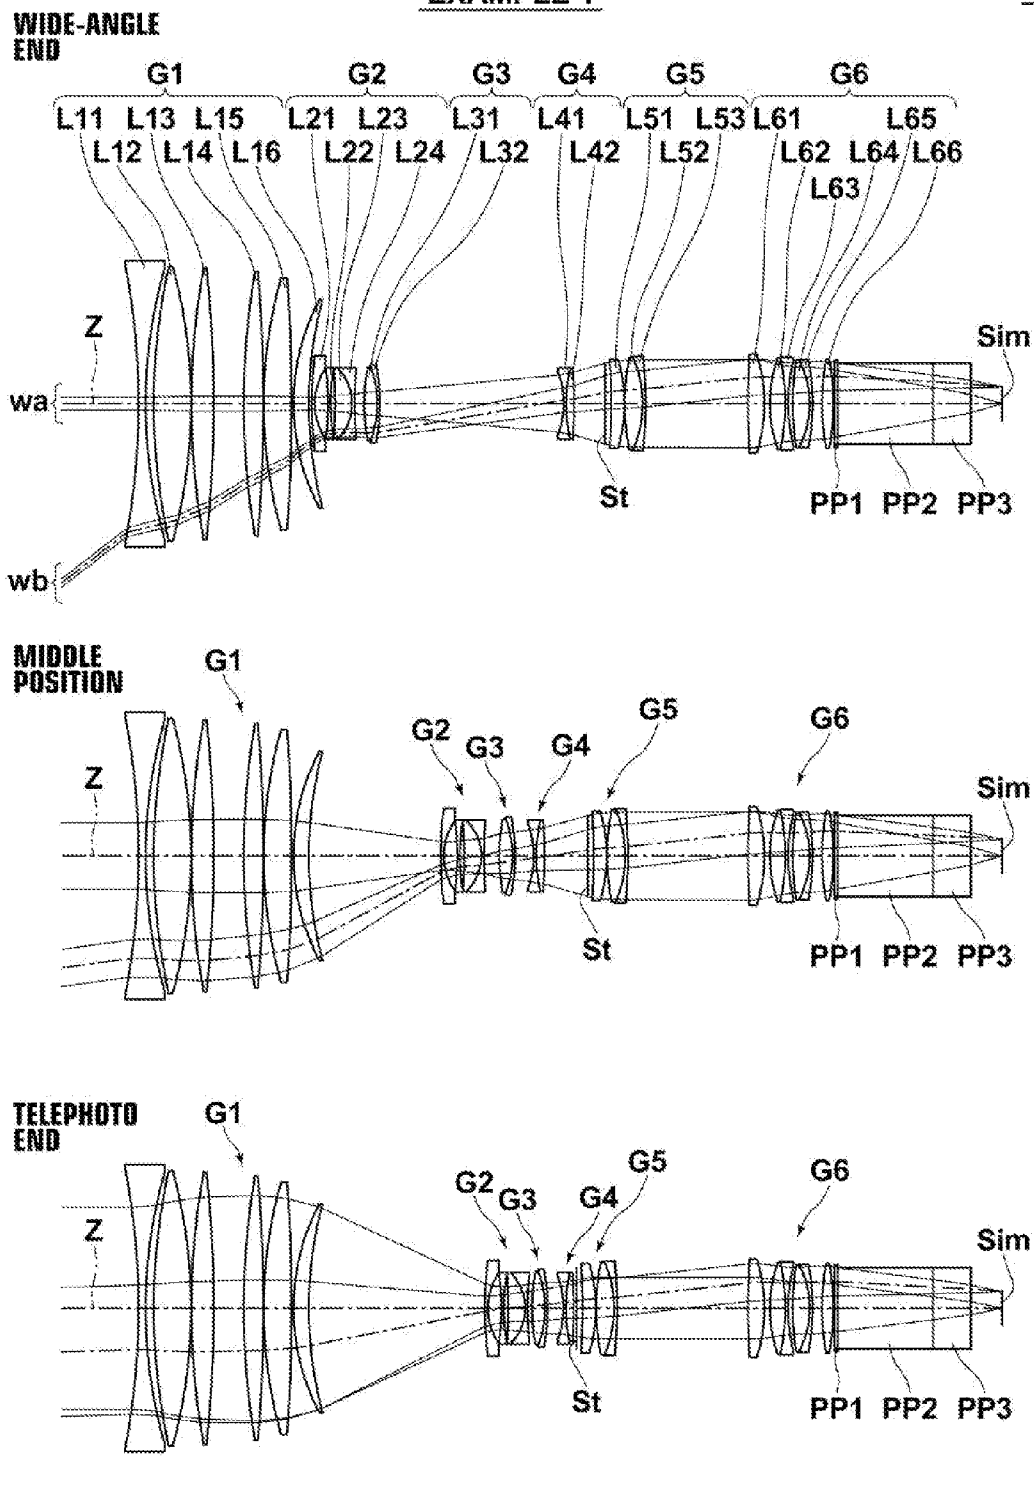 WIDE-ANGLE
END
G1 G2 G3 G4 G5 G6
L11 L13 L15 L21 L23 L31 L41 L51 L53 L61 L65
L12 L14 L16 L22 L24 L32 L42 L52 L62 L64 L66
L63
Z
Sim
wa
St PP1 PP2 PP3
wb
MIDDLE
POSITION
G1
G2 G3 G4 G5 G6
Z
Sim
St PP1 PP2 PP3
TELEPHOTO
END
G1
G2 G3 G4 G5 G6
Z
Sim
St PP1 PP2 PP3